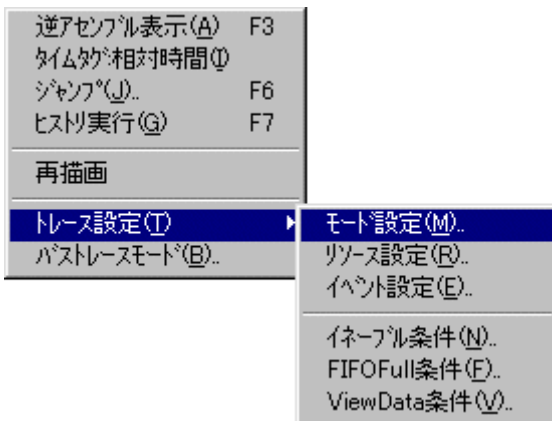 逆アセンブル表示(A) F3
タイムタグ相対時間(I)
ジャンプ(J).. F6
ヒストリ実行(G) F7
再描画
トレース設定(T)
バストレースモード(B)..
モード設定(M)..
リソース設定(R)..
イベント設定(E)..
イネーブル条件(N)..
FIFOFull条件(F)..
ViewData条件(V)..